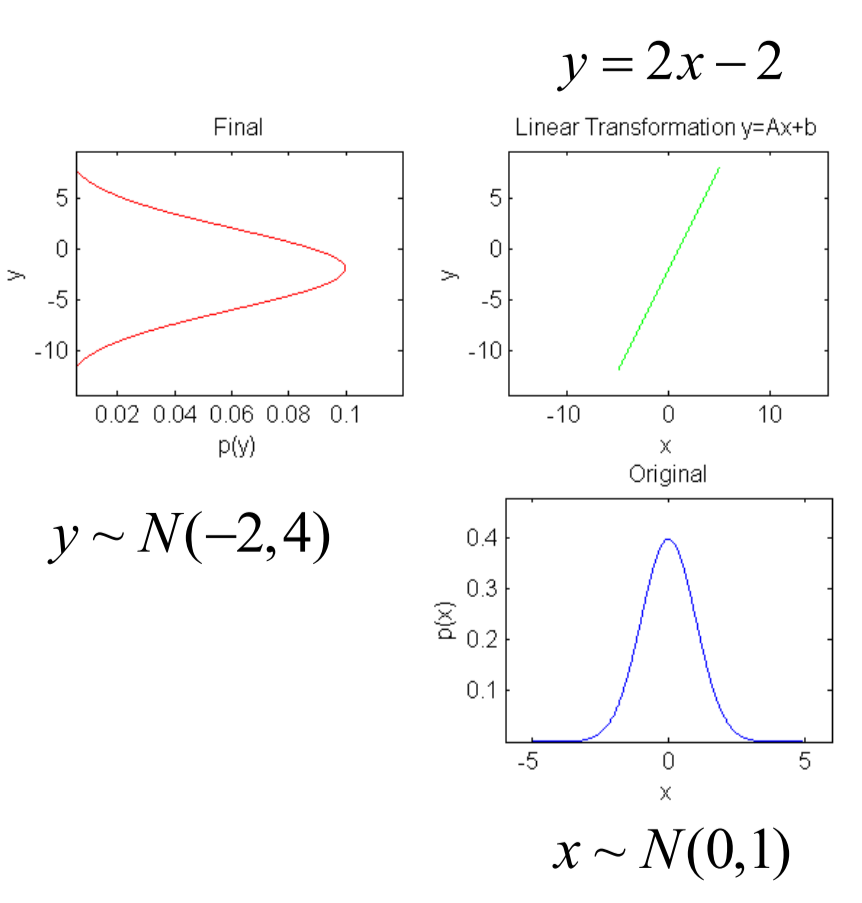 y = 2x − 2
Final
5
0
-5
-10
y
0.02 0.04 0.06 0.08 0.1
p(y)
y ~ N(−2,4)
Linear Transformation y=Ax+b
5
0
-5
-10
y
-10 0 10
x
Original
0.4
0.3
0.2
0.1
p(x)
-5 0 5
x
x ~ N(0,1)